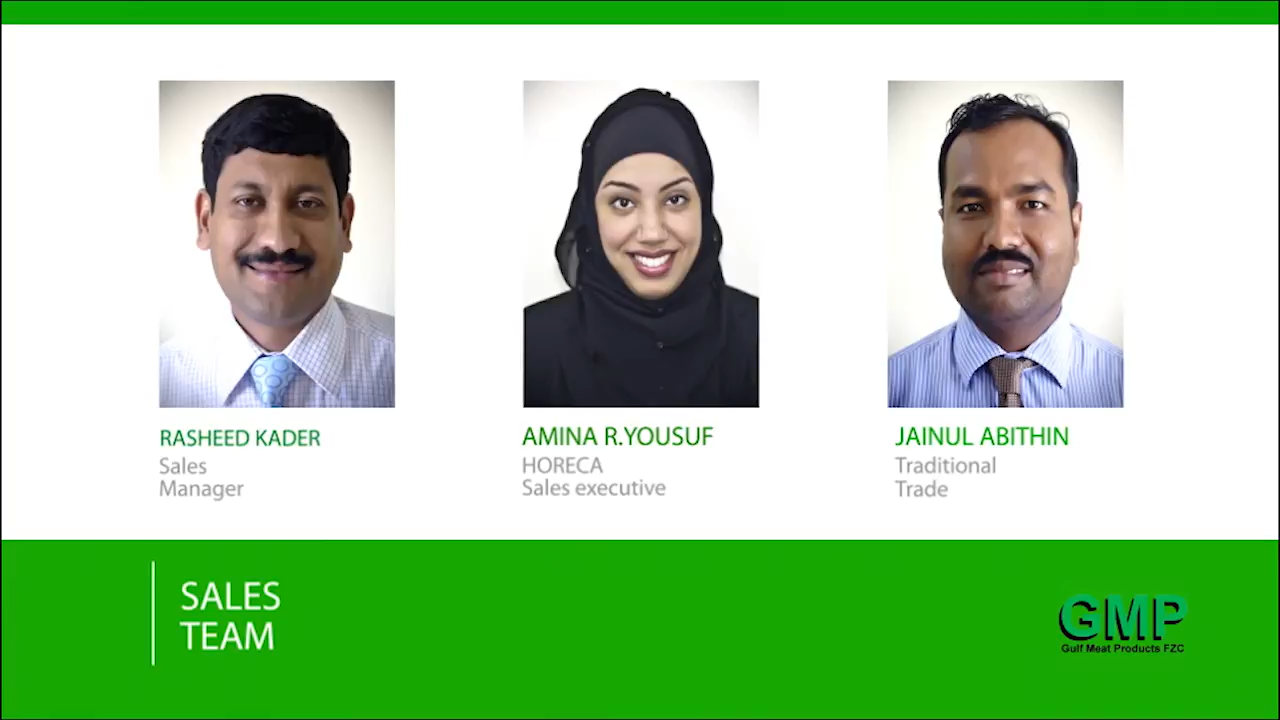 RASHEED KADER
Sales
Manager
AMINA R.YOUSUF
HORECA
Sales executive
JAINUL ABITHIN
Traditional
Trade
SALES
TEAM
GMP
Gulf Meat Products FZC